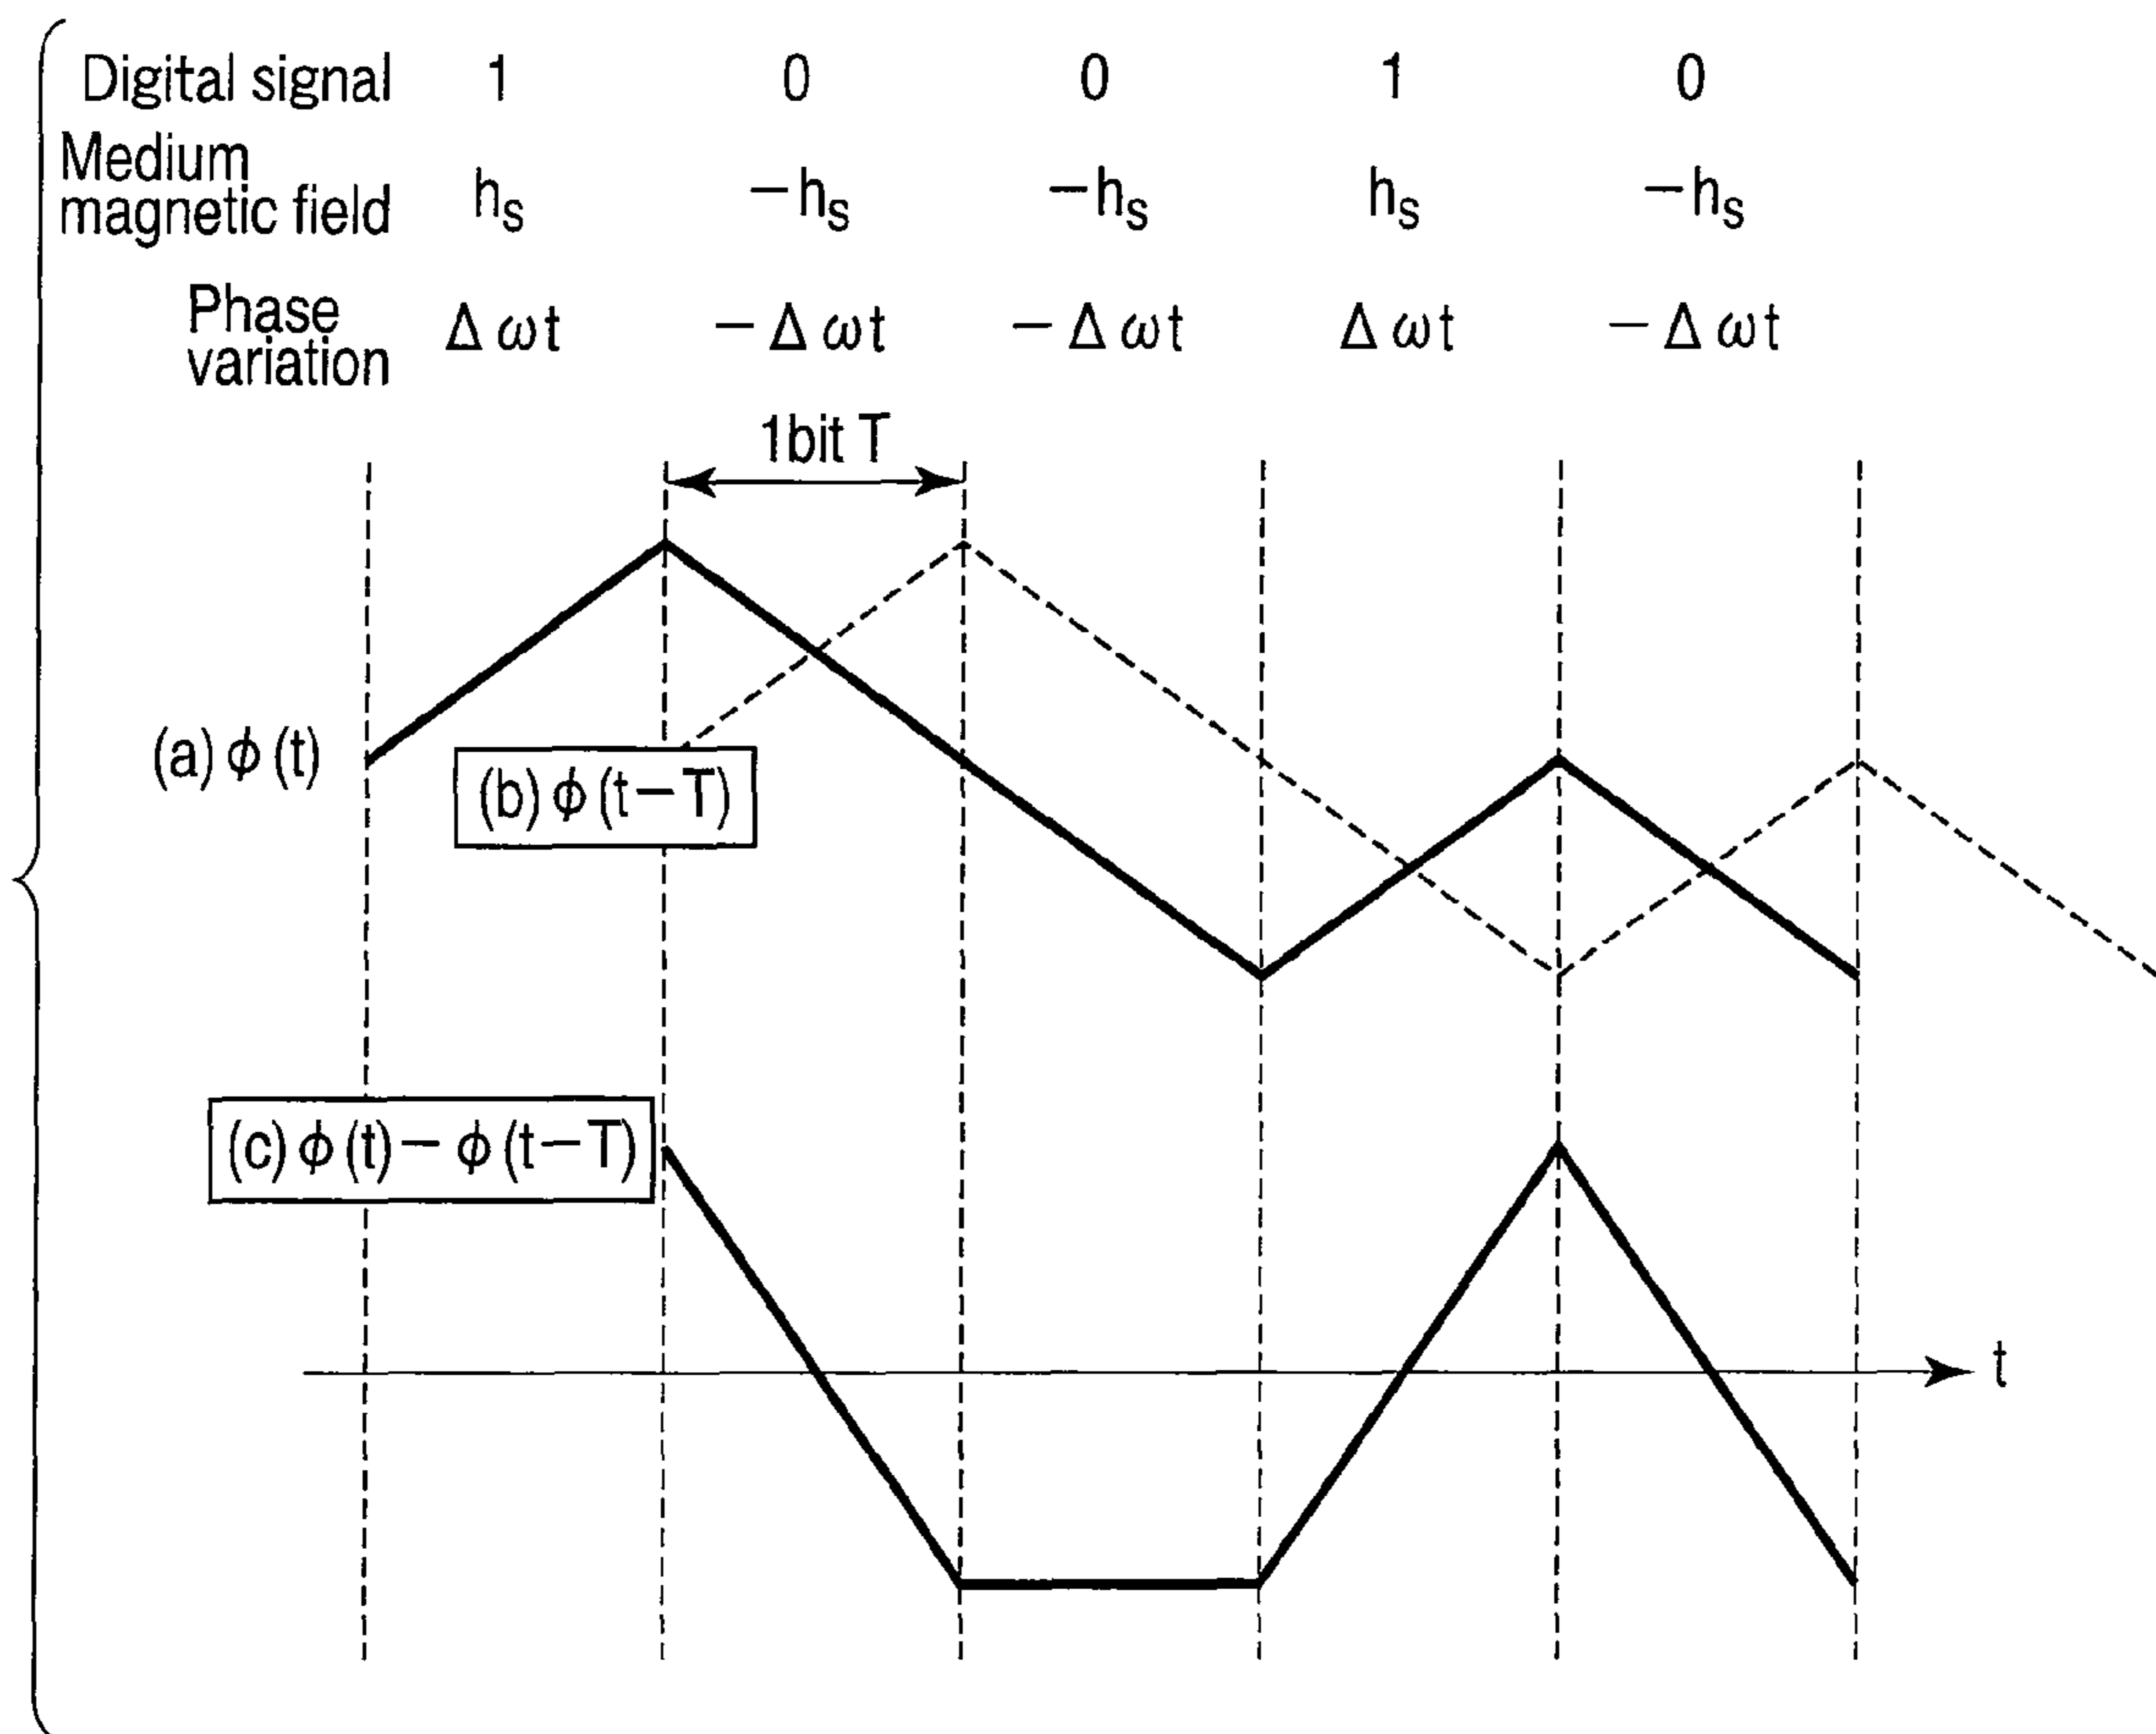 Digital signal 1 0 0 1 0
Medium
magnetic field hs −hs −hs hs −hs
Phase
variation Δωt −Δωt −Δωt Δωt −Δωt
1bit T
(a) ϕ (t)
(b) ϕ (t−T)
(c) ϕ (t)− ϕ (t−T)
t